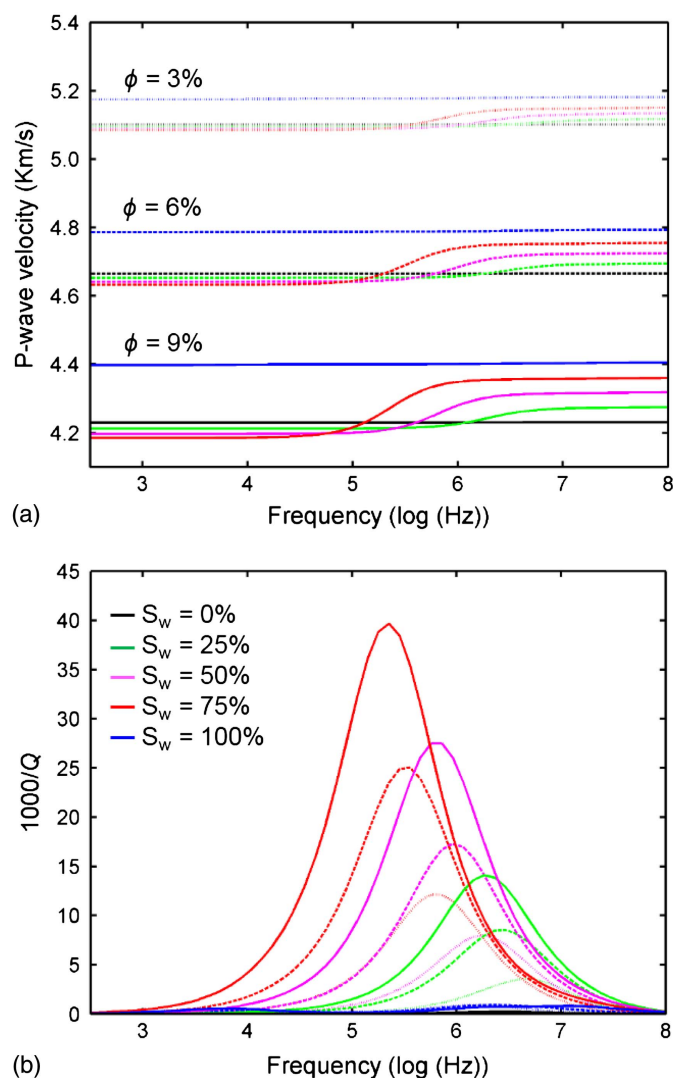 5.4
5.2
5.0
4.8
4.6
4.4
4.2
P-wave velocity (Km/s)
ϕ = 3%
ϕ = 6%
ϕ = 9%
3 4 5 6 7 8
(a) Frequency (log (Hz))
45
40
35
30
25
20
15
10
5
0
1000/Q
S_w = 0%
S_w = 25%
S_w = 50%
S_w = 75%
S_w = 100%
3 4 5 6 7 8
(b) Frequency (log (Hz))